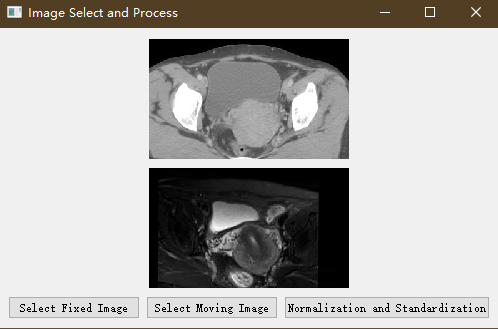 Image Select and Process
Select Fixed Image
Select Moving Image
Normalization and Standardization